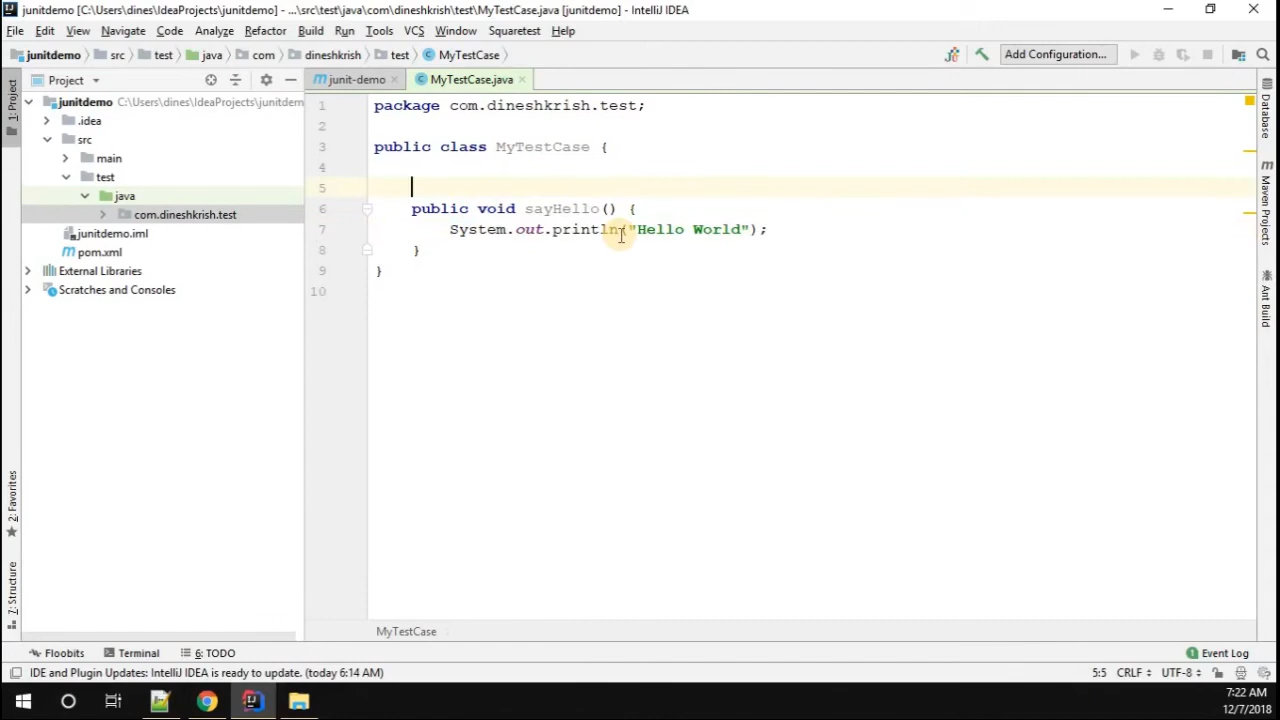 junitdemo [C:\Users\dines\IdeaProjects\junitdemo] - ...\src\test\java\com\dineshkrish\test\MyTestCase.java [junitdemo] - IntelliJ IDEA
File Edit View Navigate Code Analyze Refactor Build Run Tools VCS Window Squaretest Help
junitdemo src test java com dineshkrish test MyTestCase Add Configuration...
Project
junit-demo MyTestCase.java
1: Project
junitdemo C:\Users\dines\IdeaProjects\junitdem
.idea
src
main
test
java
com.dineshkrish.test
junitdemo.iml
pom.xml
External Libraries
Scratches and Consoles
2: Favorites
7: Structure
1 package com.dineshkrish.test;
2
3 public class MyTestCase {
4
5
6 public void sayHello() {
7 System.out.println("Hello World");
8 }
9 }
10
Database
Maven Projects
Ant Build
MyTestCase
Floobits Terminal 6: TODO Event Log
IDE and Plugin Updates: IntelliJ IDEA is ready to update. (today 6:14 AM) 5:5 CRLF UTF-8
7:22 AM
12/7/2018